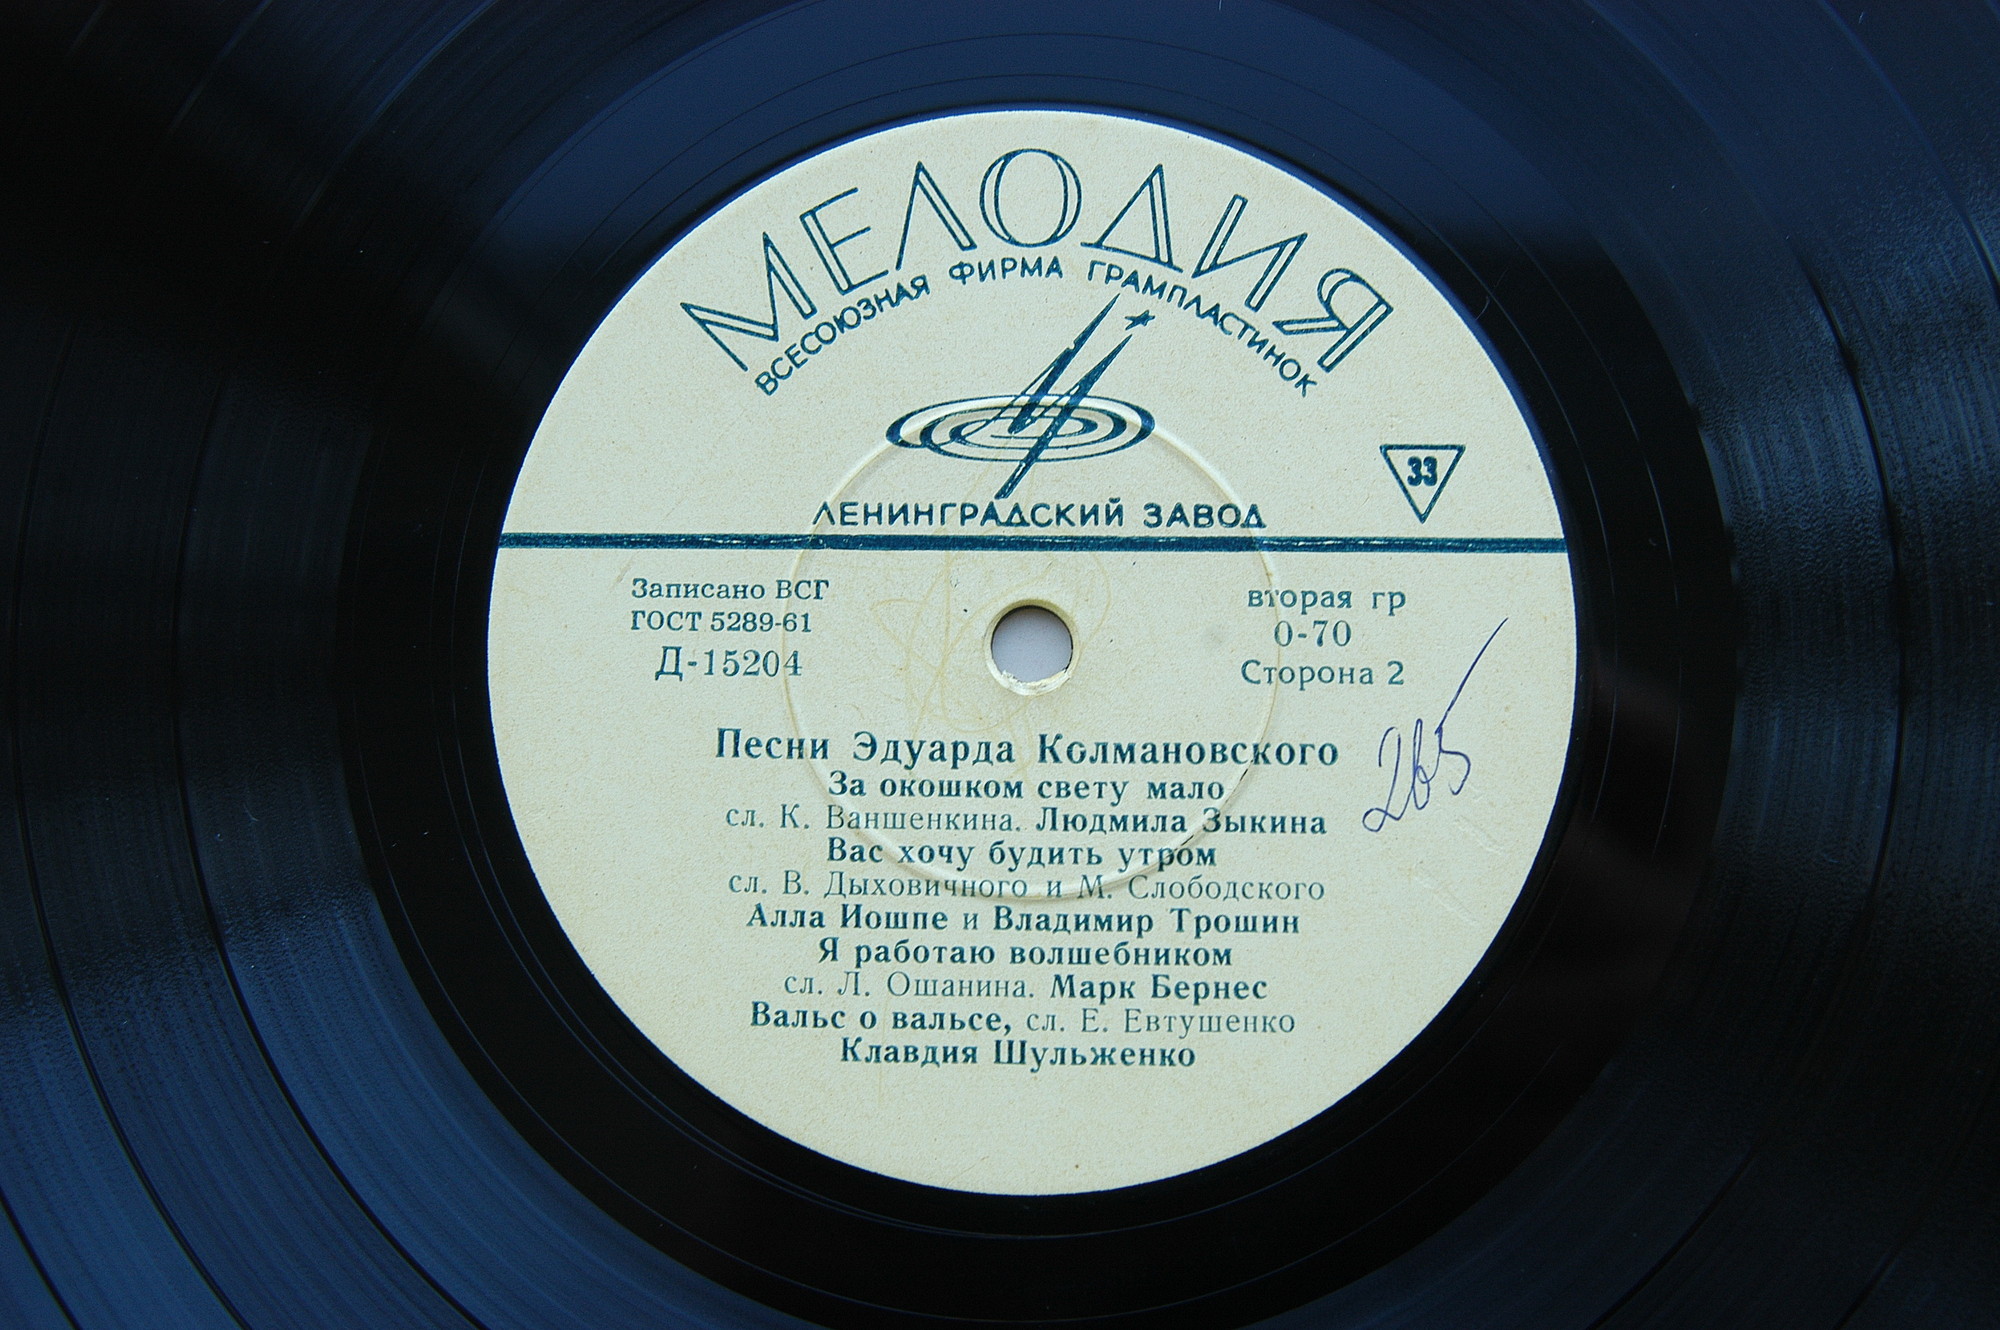 МЕЛОДИЯ
ВСЕСОЮЗНАЯ ФИРМА ГРАМПЛАСТИНОК
33
ЛЕНИНГРАДСКИЙ ЗАВОД
Записано ВСГ
ГОСТ 5289-61
Д-15204
вторая гр
0-70
Сторона 2
265
Песни Эдуарда Колмановского
За окошком свету мало
сл. К. Ваншенкина. Людмила Зыкина
Вас хочу будить утром
сл. В. Дыховичного и М. Слободского
Алла Иошпе и Владимир Трошин
Я работаю волшебником
сл. Л. Ошанина. Марк Бернес
Вальс о вальсе, сл. Е. Евтушенко
Клавдия Шульженко